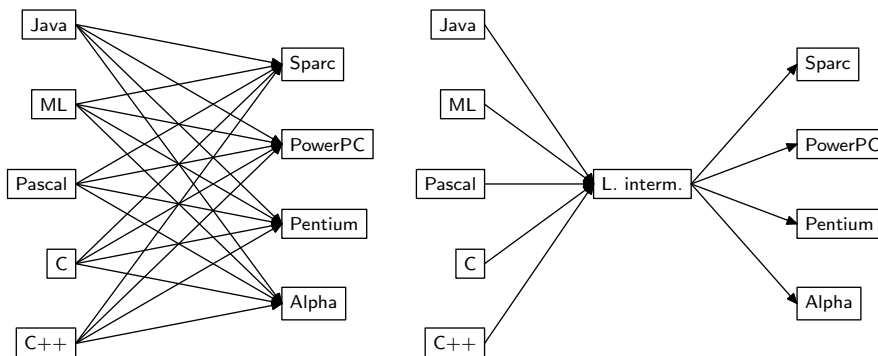 Java
ML
Pascal
C
C++
Sparc
PowerPC
Pentium
Alpha
Java
ML
Pascal
C
C++
L. interm.
Sparc
PowerPC
Pentium
Alpha